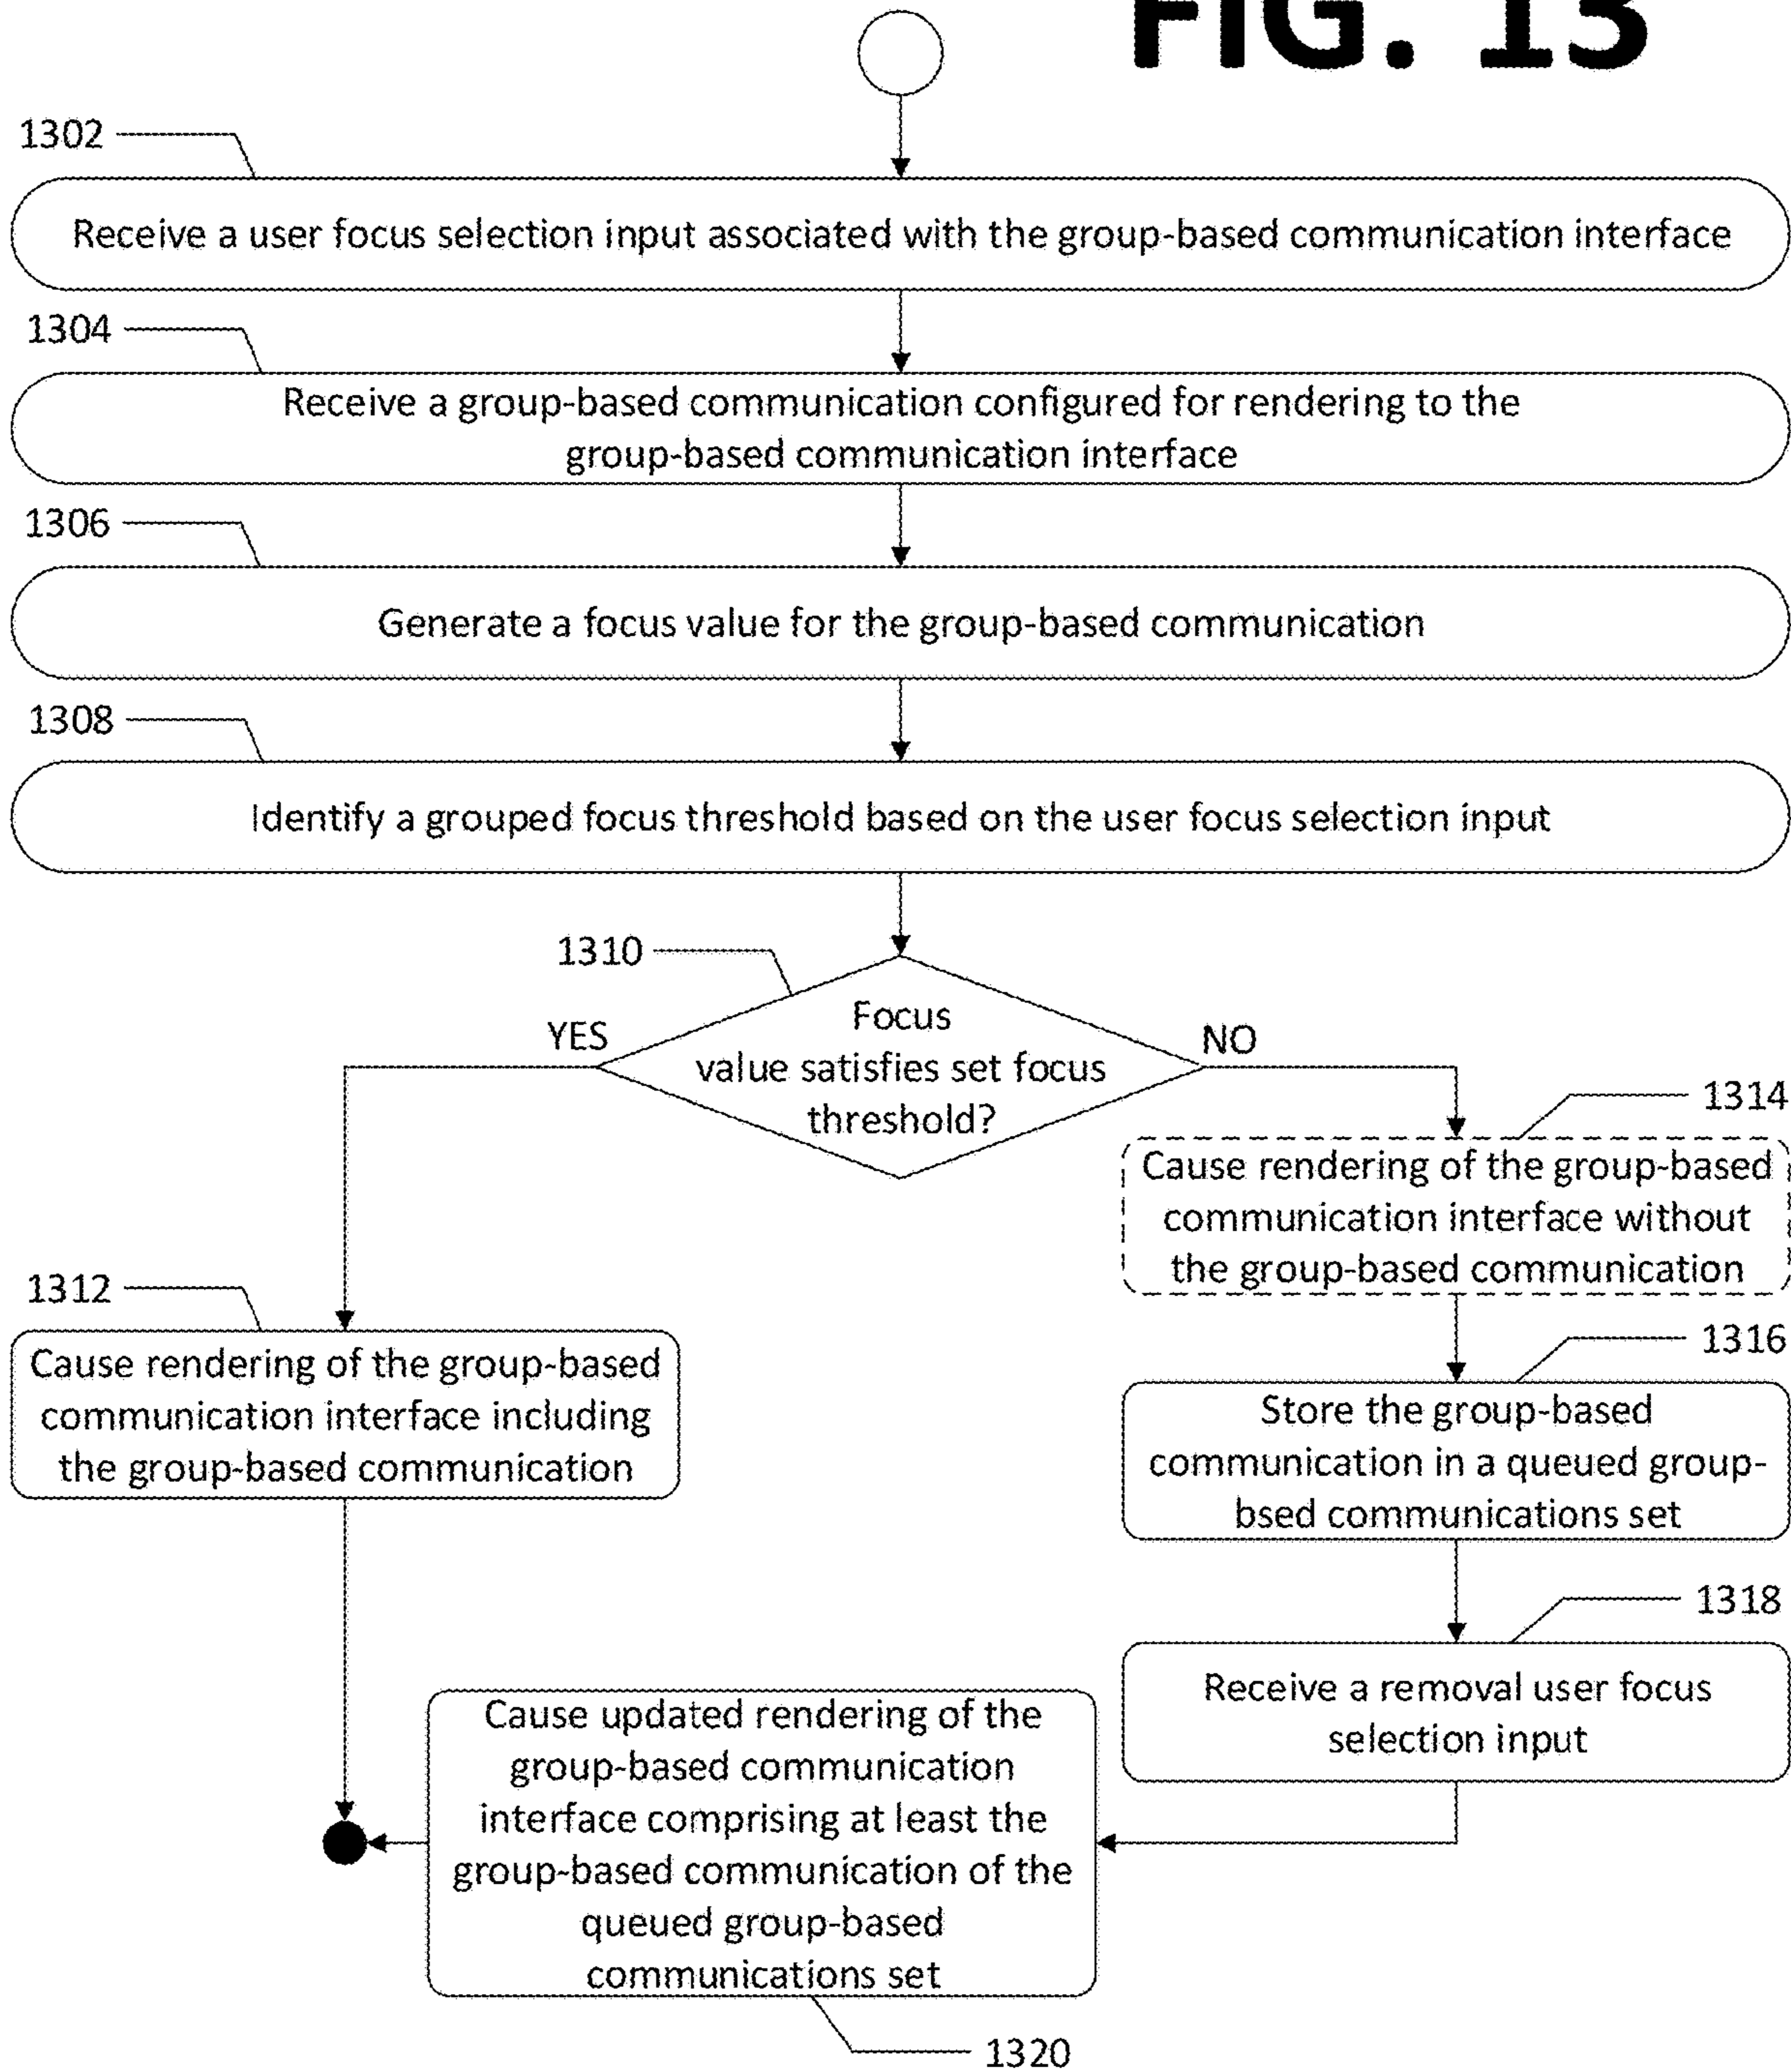 FIG. 13
1302
Receive a user focus selection input associated with the group-based communication interface
1304
Receive a group-based communication configured for rendering to the
group-based communication interface
1306
Generate a focus value for the group-based communication
1308
Identify a grouped focus threshold based on the user focus selection input
1310
Focus
value satisfies set focus
threshold?
YES
NO
1314
Cause rendering of the group-based
communication interface without
the group-based communication
1312
Cause rendering of the group-based
communication interface including
the group-based communication
1316
Store the group-based
communication in a queued group-
bsed communications set
1318
Receive a removal user focus
selection input
Cause updated rendering of the
group-based communication
interface comprising at least the
group-based communication of the
queued group-based
communications set
1320